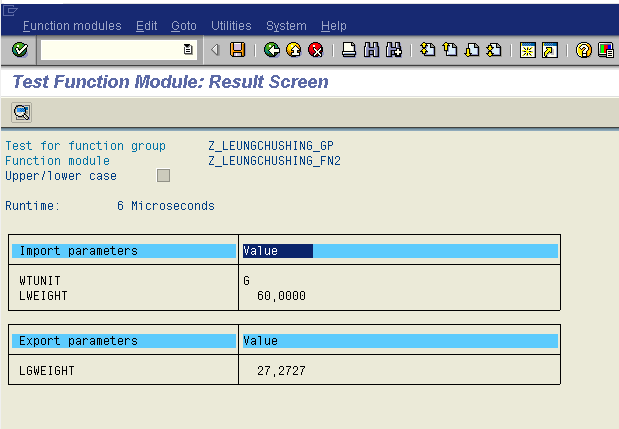 Function modules Edit Goto Utilities System Help
Test Function Module: Result Screen
Test for function group Z_LEUNGCHUSHING_GP
Function module Z_LEUNGCHUSHING_FN2
Upper/lower case
Runtime: 6 Microseconds
Import parameters Value
WTUNIT G
LWEIGHT 60,0000
Export parameters Value
LGWEIGHT 27,2727